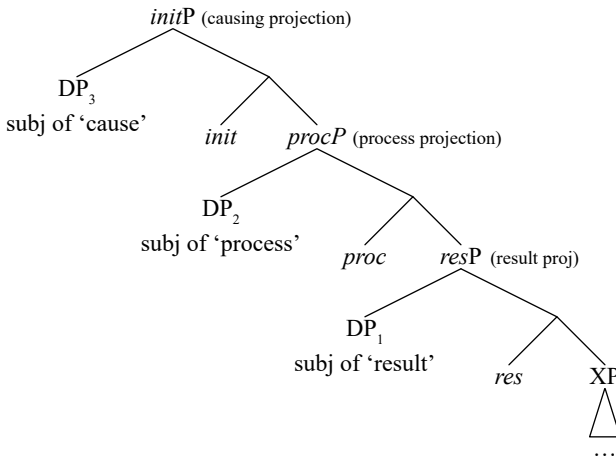 initP (causing projection)
DP₃
subj of ‘cause’
init procP (process projection)
DP₂
subj of ‘process’
proc resP (result proj)
DP₁
subj of ‘result’
res XP
…